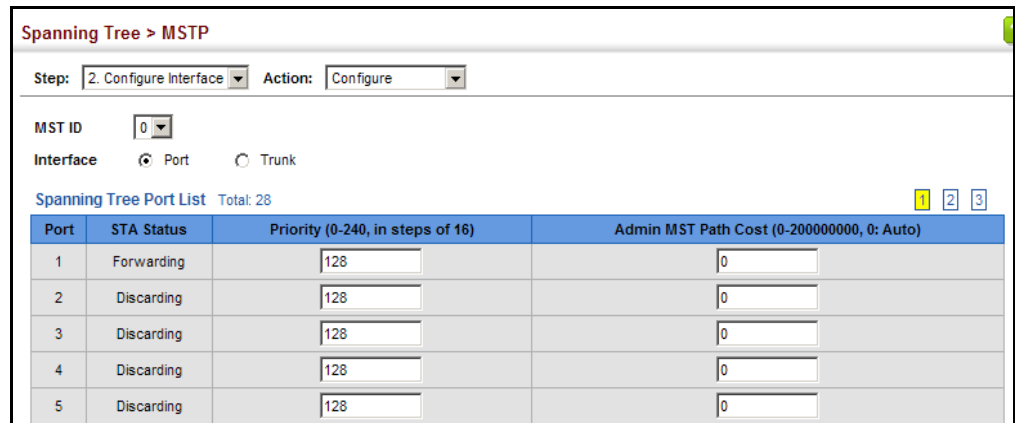 Spanning Tree > MSTP
Step: 2. Configure Interface Action: Configure
MST ID 0
Interface Port Trunk
Spanning Tree Port List Total: 28 1 2 3
Port STA Status Priority (0-240, in steps of 16) Admin MST Path Cost (0-200000000, 0: Auto)
1 Forwarding 128 0
2 Discarding 128 0
3 Discarding 128 0
4 Discarding 128 0
5 Discarding 128 0